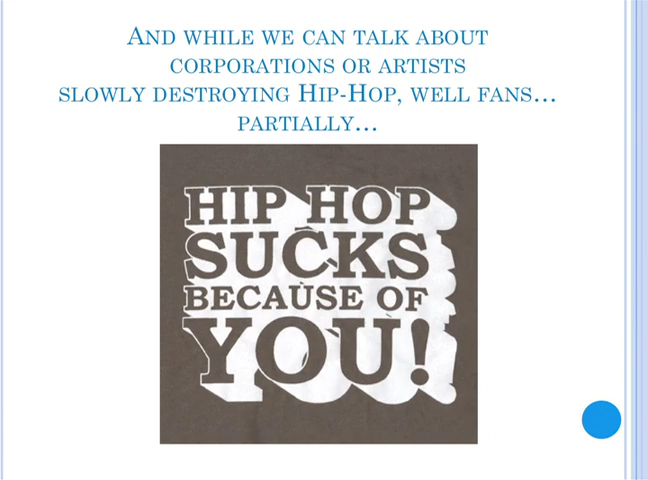 AND WHILE WE CAN TALK ABOUT
CORPORATIONS OR ARTISTS
SLOWLY DESTROYING HIP-HOP, WELL FANS...
PARTIALLY...
HIP HOP
SUCKS
BECAUSE OF
YOU!